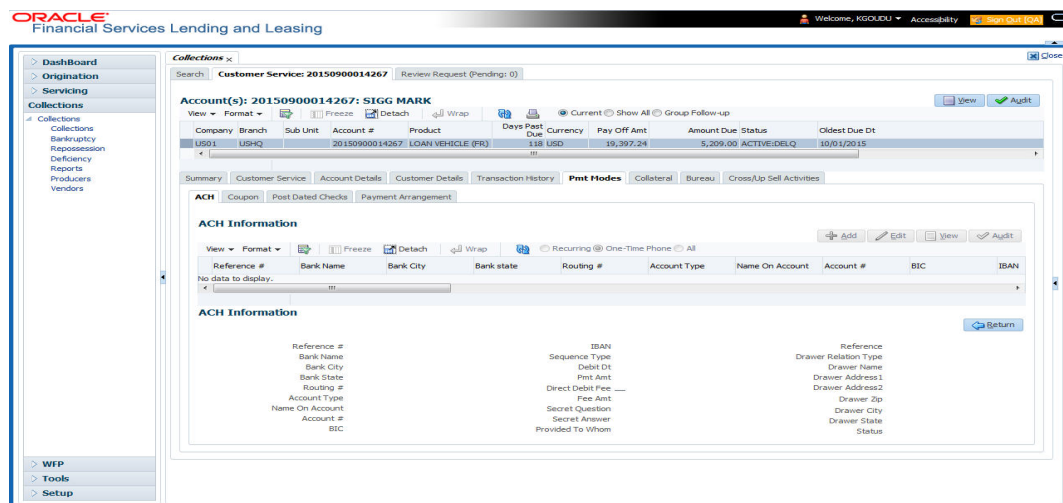 ORACLE
Financial Services Lending and Leasing
Welcome, KGOUDU Accessibility Sign Out (QA)
Close
DashBoard
Origination
Servicing
Collections
Collections
Collections
Bankruptcy
Repossession
Deficiency
Reports
Producers
Vendors
WFP
Tools
Setup
Collections
Search Customer Service: 20150900014267 Review Request (Pending: 0)
Account(s): 20150900014267: SIGG MARK
View Audit
View Format Freeze Detach Wrap Current Show All Group Follow-up
Company Branch Sub Unit Account # Product Days Past Due Currency Pay Off Amt Amount Due Status Oldest Due Dt
US01 USHQ 20150900014267 LOAN VEHICLE (FR) 118 USD 19,397.24 5,209.00 ACTIVE:DELQ 10/01/2015
Summary Customer Service Account Details Customer Details Transaction History Pmt Modes Collateral Bureau Cross/Up Sell Activities
ACH Coupon Post Dated Checks Payment Arrangement
ACH Information
Add Edit View Audit
View Format Freeze Detach Wrap Recurring One-Time Phone All
Reference # Bank Name Bank City Bank state Routing # Account Type Name On Account Account # BIC IBAN
No data to display.
ACH Information
Return
Reference # IBAN Reference
Bank Name Sequence Type Drawer Relation Type
Bank City Debit Dt Drawer Name
Bank State Pmt Amt Drawer Address1
Routing # Direct Debit Fee Drawer Address2
Account Type Fee Amt Drawer Zip
Name On Account Secret Question Drawer City
Account # Secret Answer Drawer State
BIC Provided To Whom Status